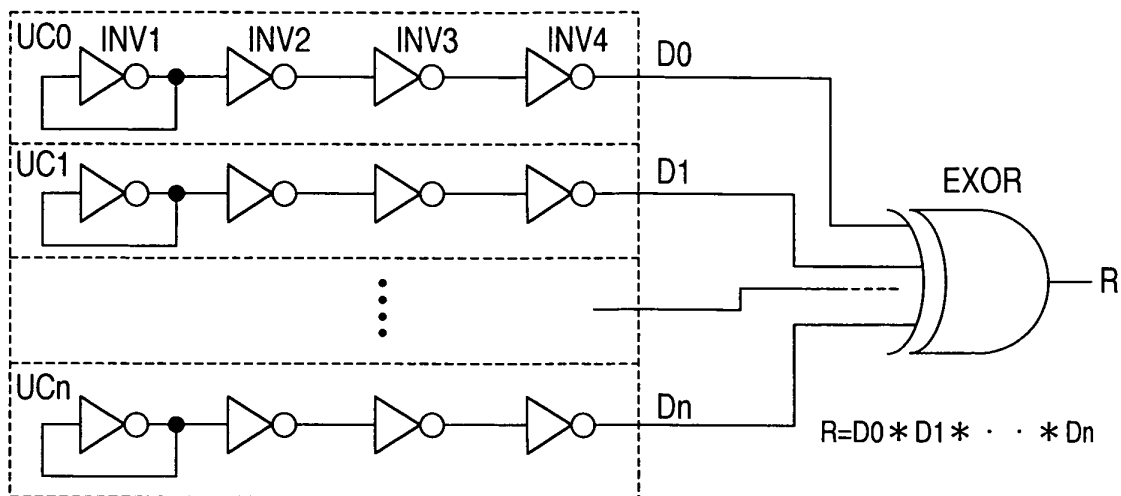 UC0 INV1 INV2 INV3 INV4
D0
UC1
D1
EXOR
R
UCn
Dn
R=D0*D1* · · *Dn